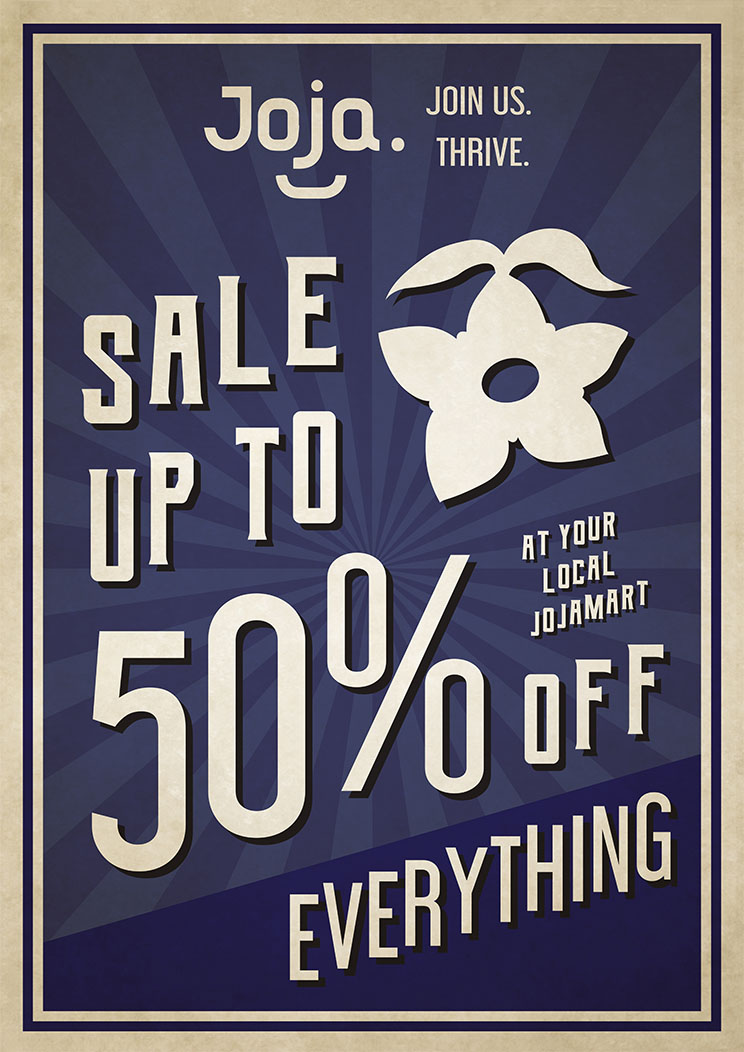 Joja.
JOIN US.
THRIVE.
SALE
UP TO
50% OFF
AT YOUR
LOCAL
JOJAMART
EVERYTHING